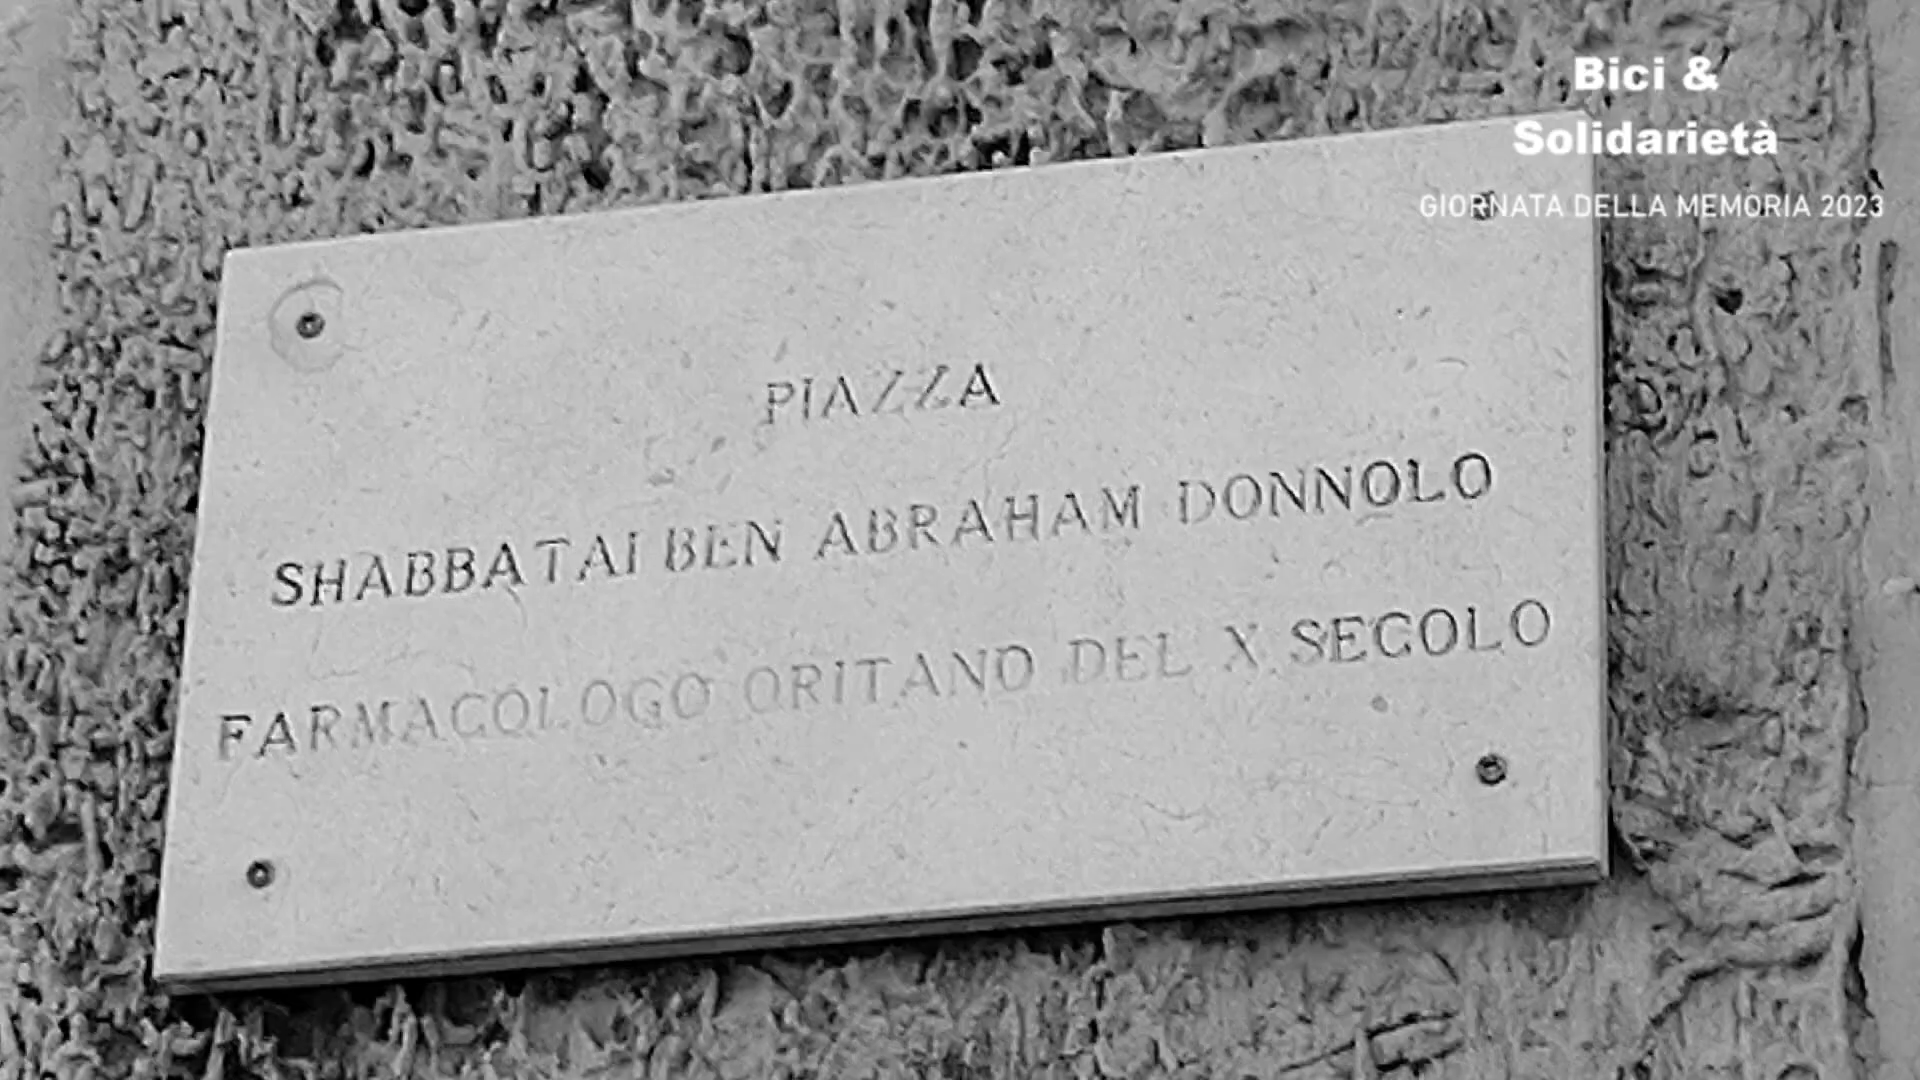 Bici &
Solidarietà
GIORNATA DELLA MEMORIA 2023
PIAZZA
SHABBATAI BEN ABRAHAM DONNOLO
FARMACOLOGO ORITANO DEL X SECOLO